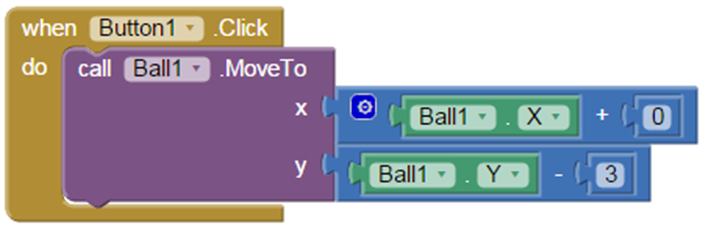 when Button1 .Click
do call Ball1 .MoveTo
x Ball1 . X + 0
y Ball1 . Y - 3